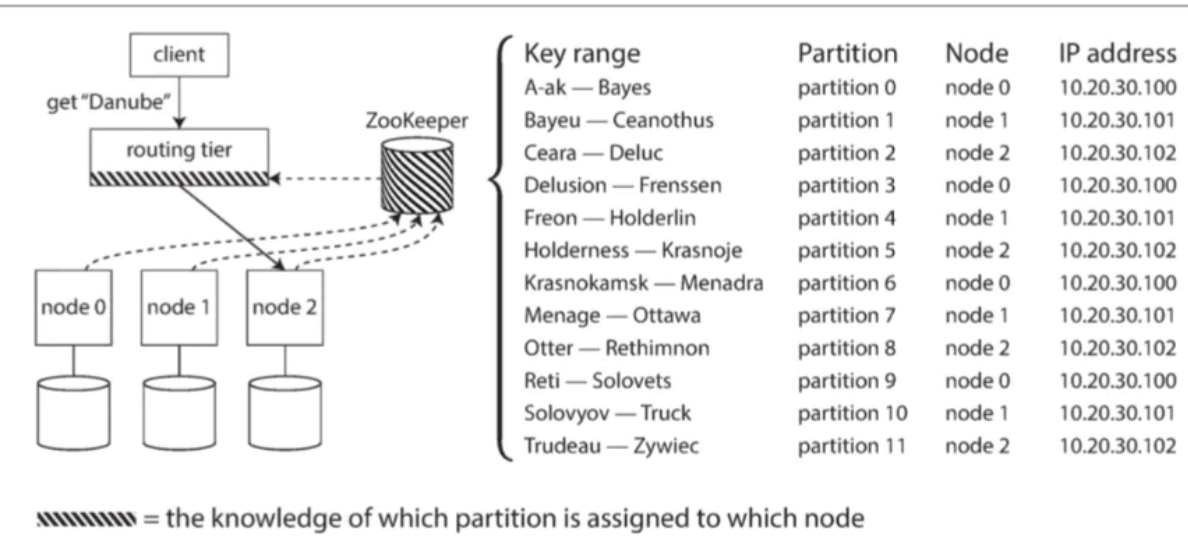 client
get “Danube”
routing tier
ZooKeeper
node 0 node 1 node 2
Key range Partition Node IP address
A-ak — Bayes partition 0 node 0 10.20.30.100
Bayeu — Ceanothus partition 1 node 1 10.20.30.101
Ceara — Deluc partition 2 node 2 10.20.30.102
Delusion — Frenssen partition 3 node 0 10.20.30.100
Freon — Holderlin partition 4 node 1 10.20.30.101
Holderness — Krasnoje partition 5 node 2 10.20.30.102
Krasnokamsk — Menadra partition 6 node 0 10.20.30.100
Menage — Ottawa partition 7 node 1 10.20.30.101
Otter — Rethimnon partition 8 node 2 10.20.30.102
Reti — Solovets partition 9 node 0 10.20.30.100
Solovyov — Truck partition 10 node 1 10.20.30.101
Trudeau — Zywiec partition 11 node 2 10.20.30.102
= the knowledge of which partition is assigned to which node